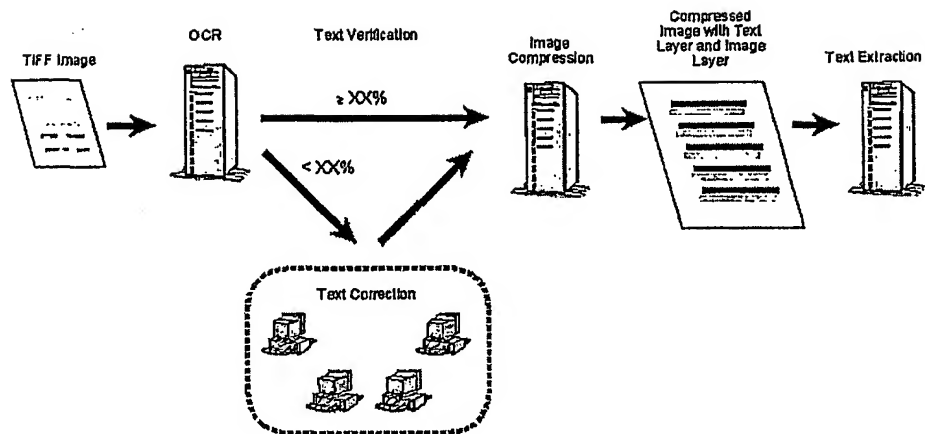 TIFF Image
OCR
Text Verification
≥ XX%
< XX%
Text Correction
Image
Compression
Compressed
Image with Text
Layer and Image
Layer
Text Extraction